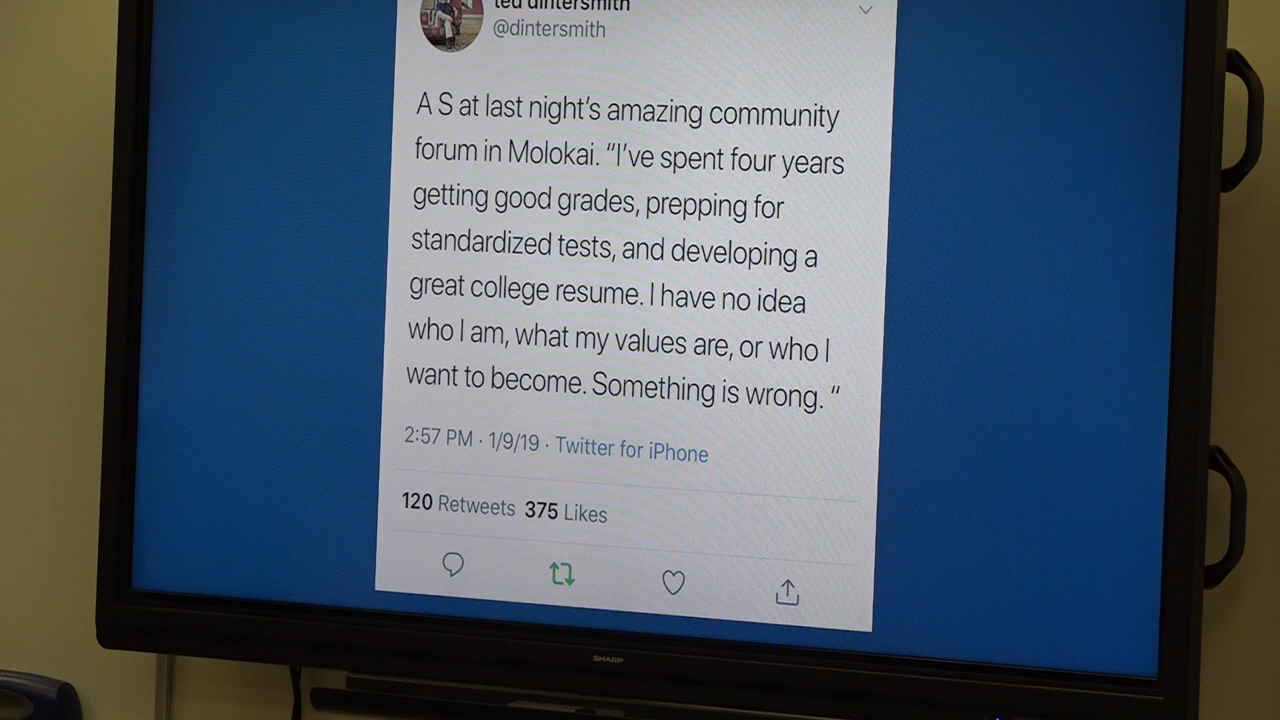 ted dintersmith
@dintersmith
A S at last night's amazing community
forum in Molokai. "I've spent four years
getting good grades, prepping for
standardized tests, and developing a
great college resume. I have no idea
who I am, what my values are, or who I
want to become. Something is wrong. "
2:57 PM · 1/9/19 · Twitter for iPhone
120 Retweets 375 Likes
SHARP